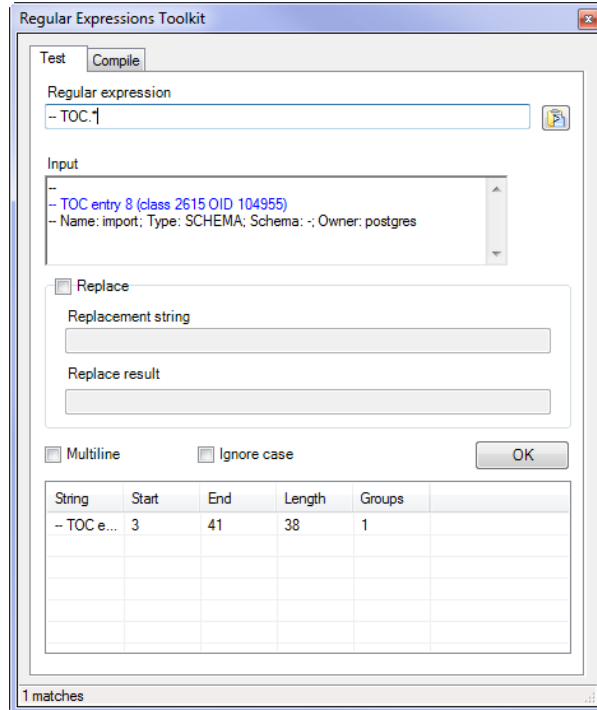 Regular Expressions Toolkit
Test Compile
Regular expression
-- TOC.*
Input
--
-- TOC entry 8 (class 2615 OID 104955)
-- Name: import; Type: SCHEMA; Schema: -; Owner: postgres
Replace
Replacement string
Replace result
Multiline Ignore case OK
String Start End Length Groups
-- TOC e... 3 41 38 1
1 matches